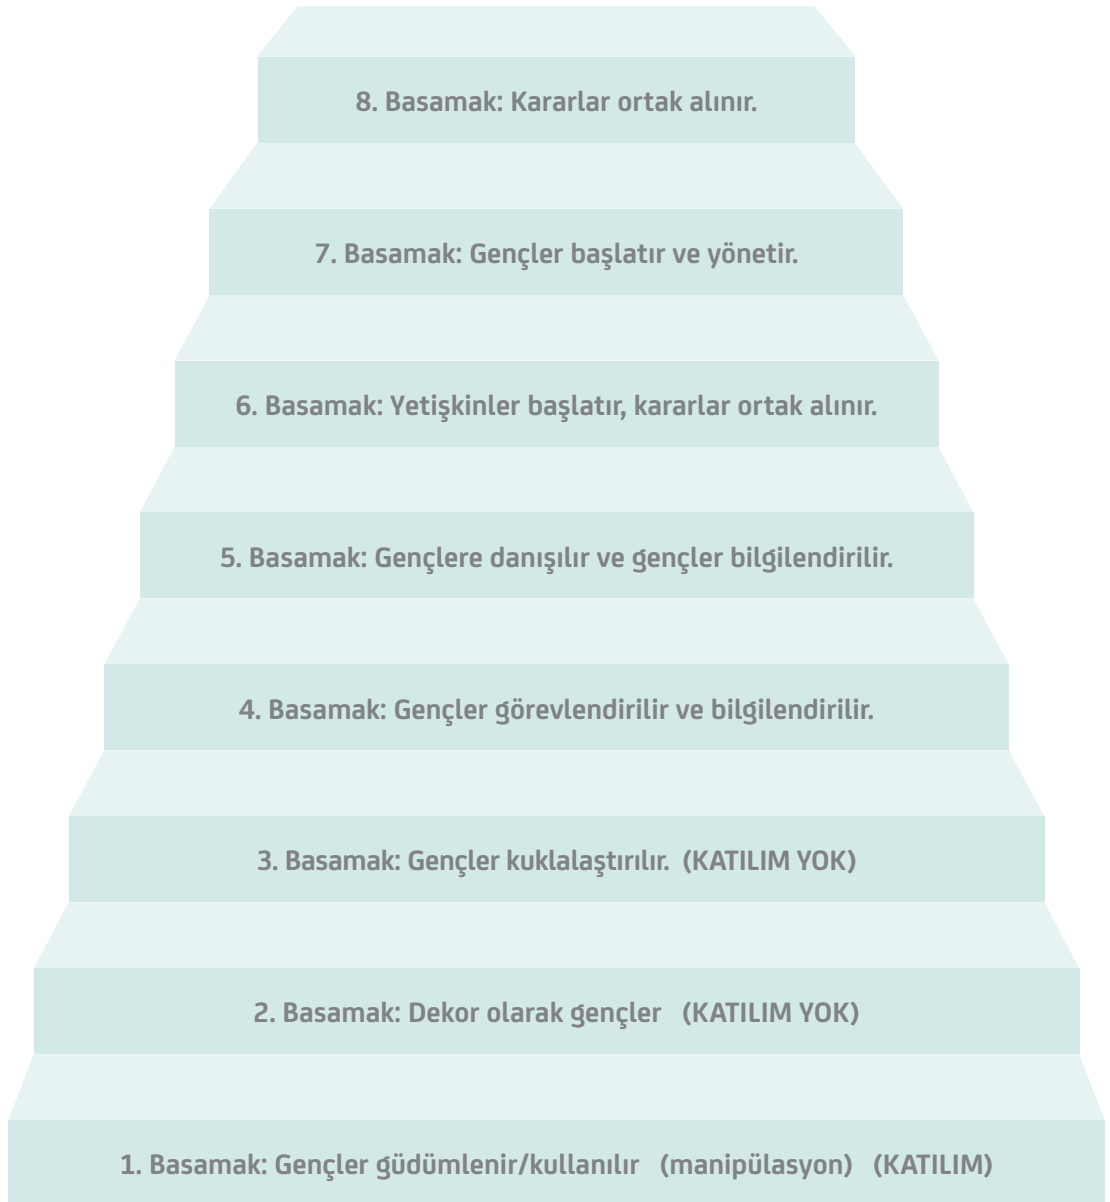 8. Basamak: Kararlar ortak alınır.
7. Basamak: Gençler başlatır ve yönetir.
6. Basamak: Yetişkinler başlatır, kararlar ortak alınır.
5. Basamak: Gençlere danışılır ve gençler bilgilendirilir.
4. Basamak: Gençler görevlendirilir ve bilgilendirilir.
3. Basamak: Gençler kuklalaştırılır. (KATILIM YOK)
2. Basamak: Dekor olarak gençler (KATILIM YOK)
1. Basamak: Gençler güdümlenir/kullanılır (manipülasyon) (KATILIM)